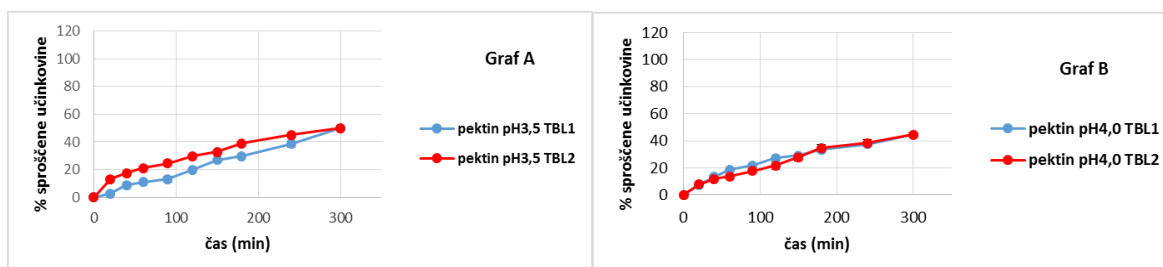 Graf A
% sproščene učinkovine
120
100
80
60
40
20
0
0
100
200
300
čas (min)
pektin pH3,5 TBL1
pektin pH3,5 TBL2
Graf B
% sproščene učinkovine
120
100
80
60
40
20
0
0
100
200
300
čas (min)
pektin pH4,0 TBL1
pektin pH4,0 TBL2